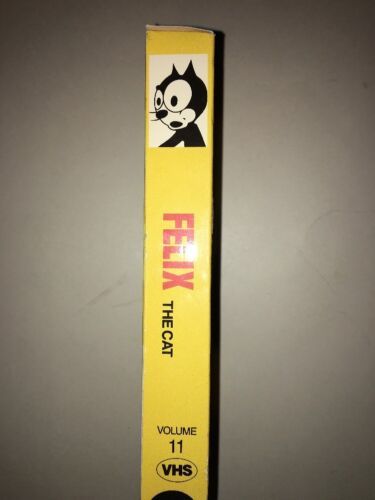 FELIX
THE CAT
VOLUME
11
VHS